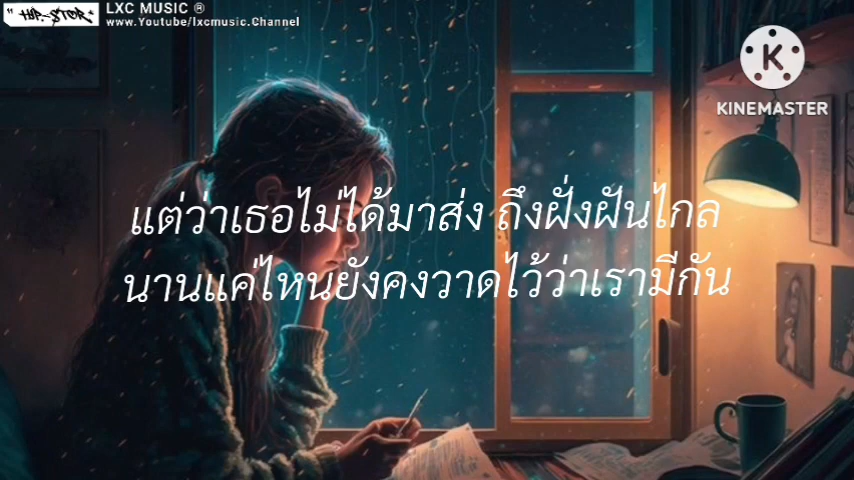 "HIP-STOR"
LXC MUSIC ®
www.Youtube/lxcmusic.Channel
K
KINEMASTER
แต่ว่าเธอไม่ได้มาส่ง ถึงฝั่งฝันไกล
นานแค่ไหนยังคงวาดไว้ว่าเรามีกัน